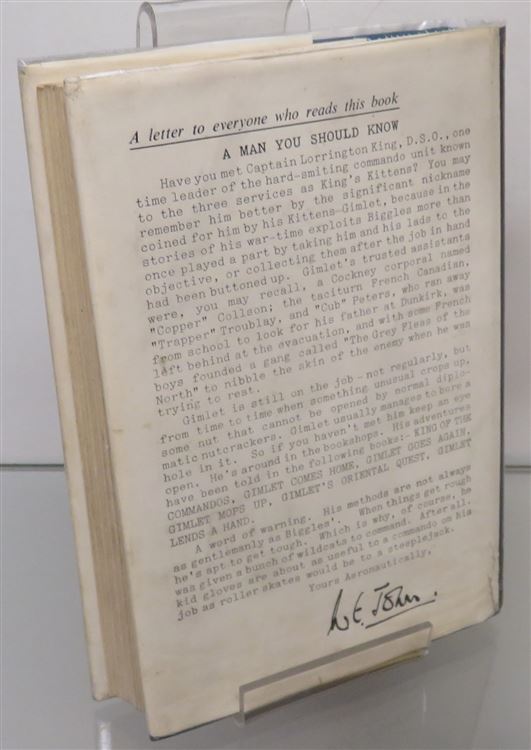 A letter to everyone who reads this book
A MAN YOU SHOULD KNOW
Have you met Captain Lorrington King, D.S.O., one
time leader of the hard-smiting commando unit known
to the three services as King's Kittens? You may
remember him better by the significant nickname
coined for him by his Kittens-Gimlet, because in the
stories of his war-time exploits Biggles more than
once played a part by taking him and his lads to the
objective, or collecting them after the job in hand
had been buttoned up. Gimlet's trusted assistants
were, you may recall, a Cockney corporal named
"Copper" Collson; the taciturn French Canadian,
"Trapper" Troublay, and "Cub" Peters, who ran away
from school to look for his father at Dunkirk, was
left behind at the evacuation, and with some French
boys founded a gang called "The Grey Fleas of the
North" to nibble the skin of the enemy when he was
trying to rest.
Gimlet is still on the job - not regularly, but
from time to time when something unusual crops up,
some nut that cannot be opened by normal diplo-
matic nutcrackers. Gimlet usually manages to bore a
hole in it. So if you haven't met him keep an eye
open. He's around in the bookshops. His adventures
have been told in the following books:- KING OF THE
COMMANDOS, GIMLET COMES HOME, GIMLET GOES AGAIN,
GIMLET MOPS UP, GIMLET'S ORIENTAL QUEST, GIMLET
LENDS A HAND.
A word of warning. His methods are not always
as gentlemanly as Biggles'. When things get rough
he's apt to get tough. Which is why, of course, he
was given a bunch of wildcats to command. After all,
kid gloves are about as useful to a commando on his
job as roller skates would be to a steeplejack.
Yours Aeronautically,
W.E. Johns.